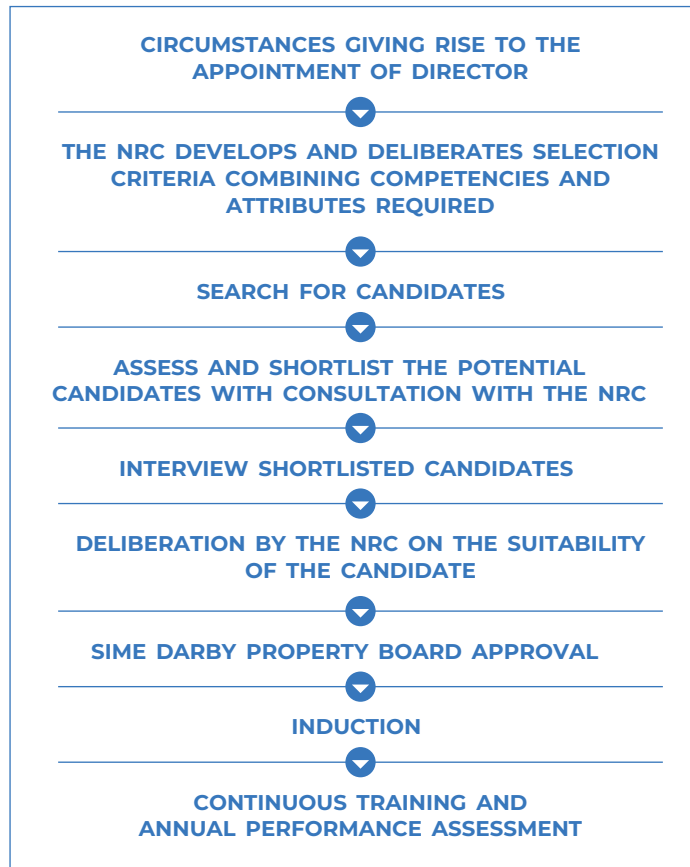 CIRCUMSTANCES GIVING RISE TO THE
APPOINTMENT OF DIRECTOR
THE NRC DEVELOPS AND DELIBERATES SELECTION
CRITERIA COMBINING COMPETENCIES AND
ATTRIBUTES REQUIRED
SEARCH FOR CANDIDATES
ASSESS AND SHORTLIST THE POTENTIAL
CANDIDATES WITH CONSULTATION WITH THE NRC
INTERVIEW SHORTLISTED CANDIDATES
DELIBERATION BY THE NRC ON THE SUITABILITY
OF THE CANDIDATE
SIME DARBY PROPERTY BOARD APPROVAL
INDUCTION
CONTINUOUS TRAINING AND
ANNUAL PERFORMANCE ASSESSMENT